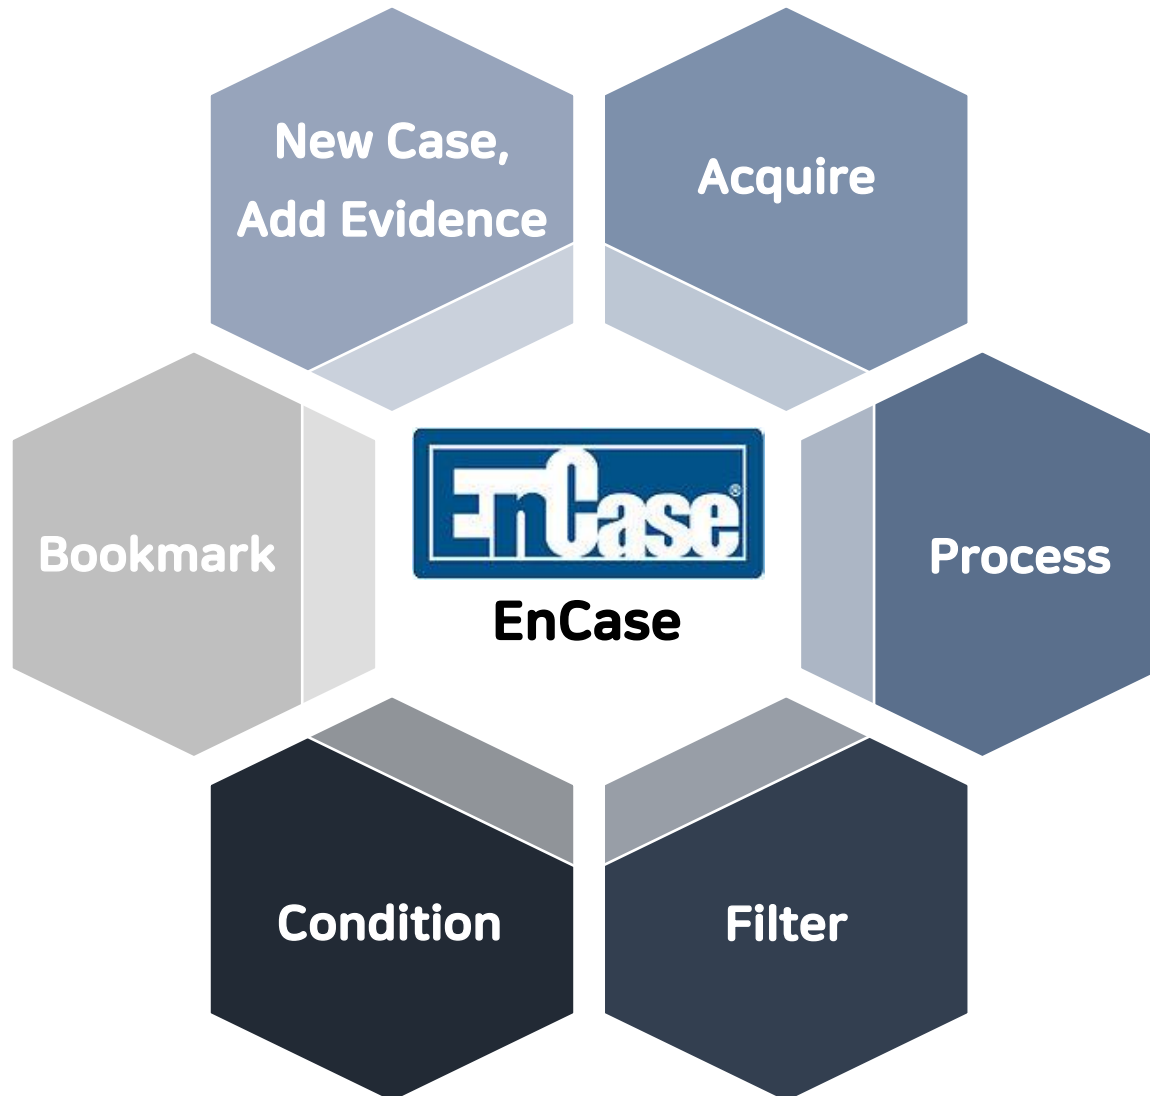 New Case,
Add Evidence
Acquire
Bookmark
EnCase®
EnCase
Process
Condition
Filter